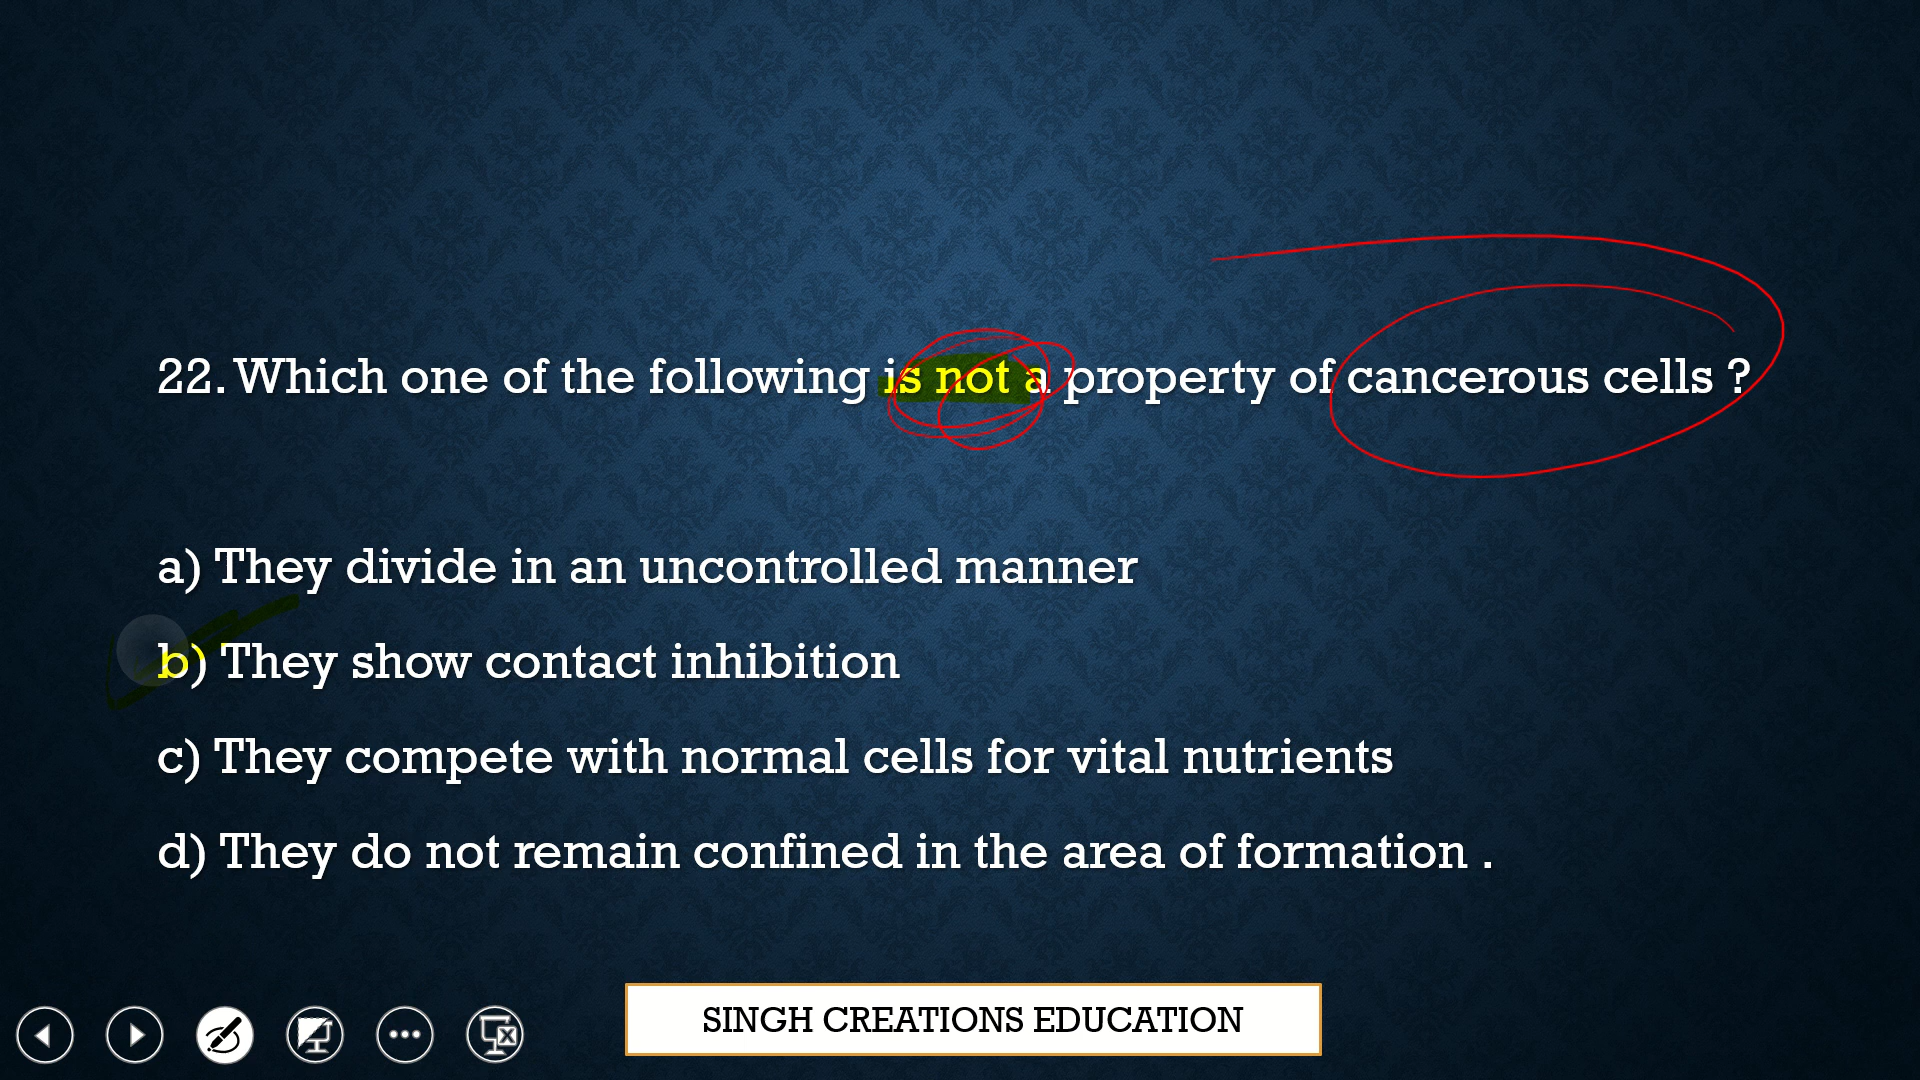 22. Which one of the following is not a property of cancerous cells ?
a) They divide in an uncontrolled manner
b) They show contact inhibition
c) They compete with normal cells for vital nutrients
d) They do not remain confined in the area of formation .
SINGH CREATIONS EDUCATION